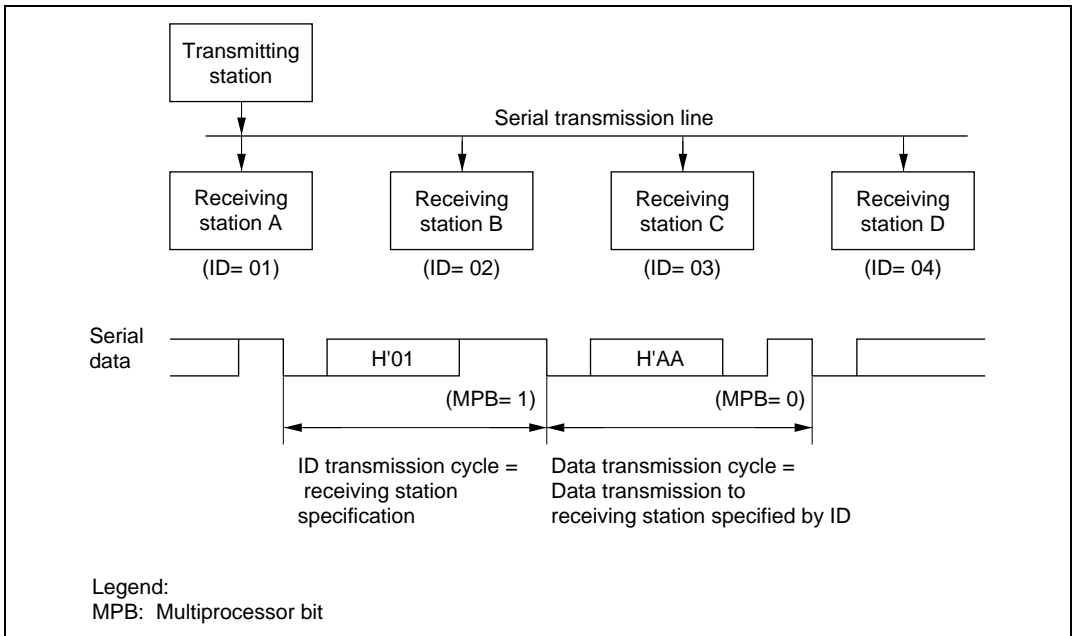 Transmitting
station
Serial transmission line
Receiving
station A
Receiving
station B
Receiving
station C
Receiving
station D
(ID= 01)
(ID= 02)
(ID= 03)
(ID= 04)
Serial
data
H'01
H'AA
(MPB= 1)
(MPB= 0)
ID transmission cycle =
receiving station
specification
Data transmission cycle =
Data transmission to
receiving station specified by ID
Legend:
MPB: Multiprocessor bit